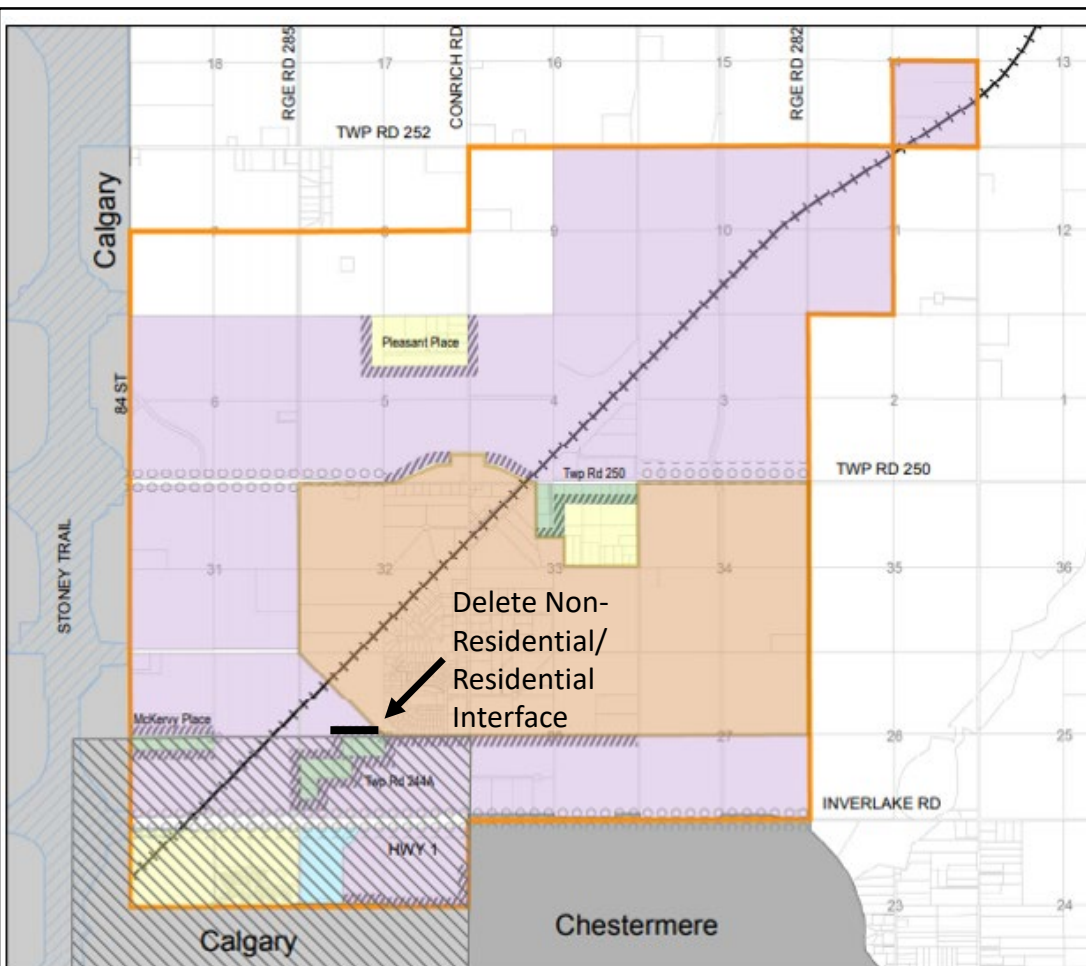 RGE RD 285
CONRICH RD
RGE RD 282
18
17
16
15
14
13
TWP RD 252
Calgary
7
8
9
10
11
12
Pleasant Place
84 ST
6
5
4
3
2
1
Twp Rd 250
TWP RD 250
STONEY TRAIL
31
32
33
34
35
36
Delete Non-
Residential/
Residential
Interface
McKervy Place
27
26
Twp Rd 244A
INVERLAKE RD
HWY 1
Calgary
Chestermere
23
24